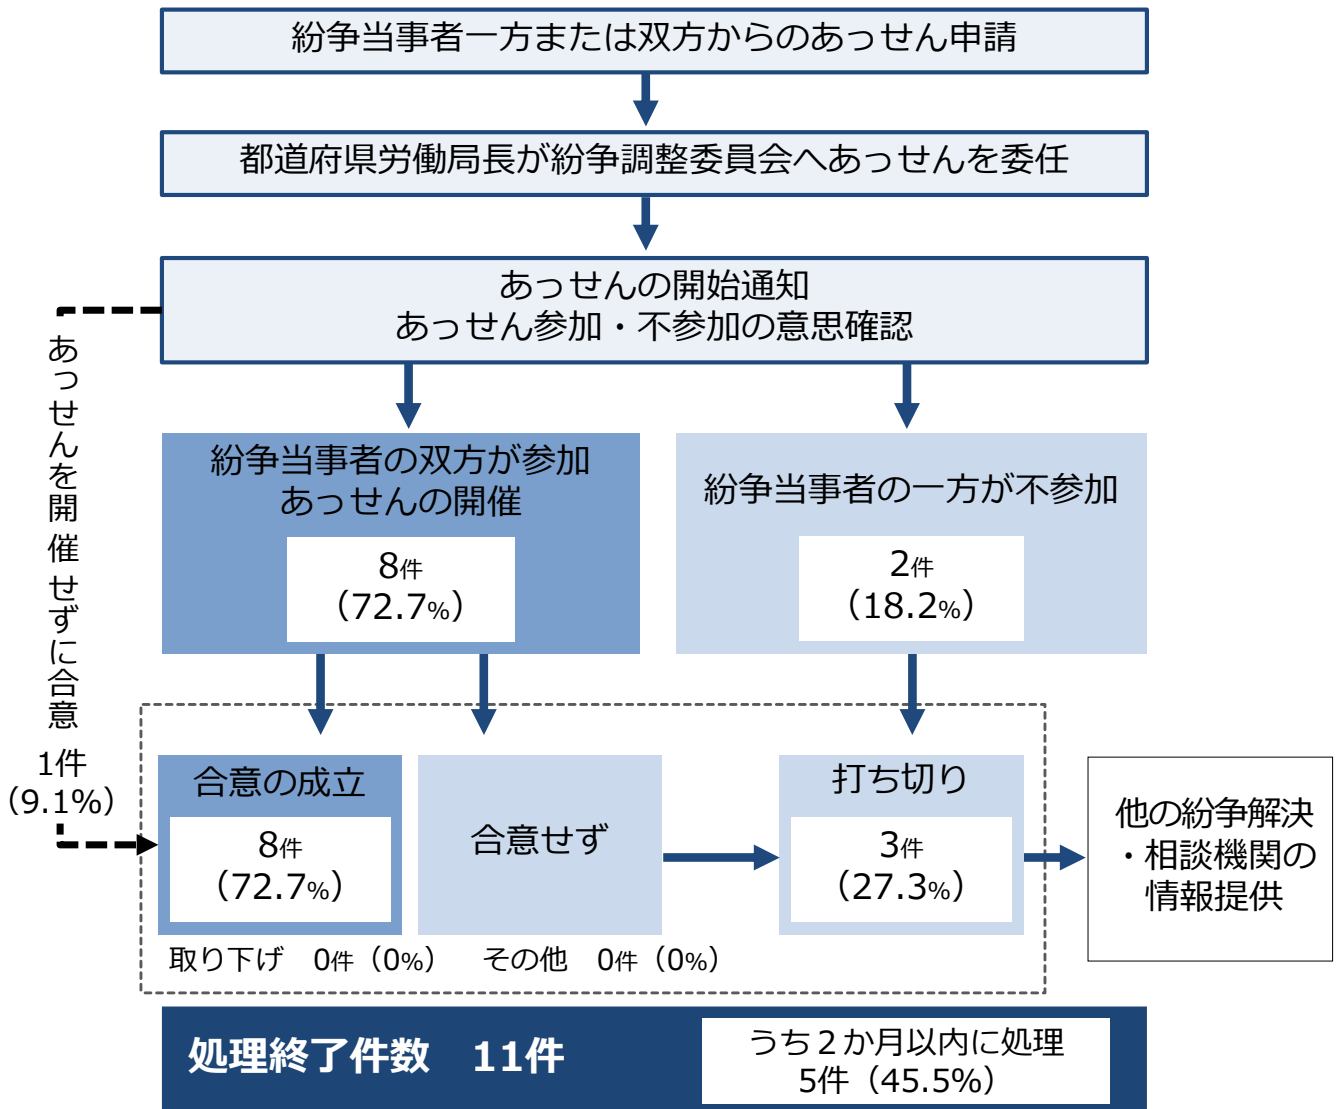 紛争当事者一方または双方からのあっせん申請
都道府県労働局長が紛争調整委員会へあっせんを委任
あっせんの開始通知
あっせん参加・不参加の意思確認
あっせんを開催せずに合意
1件
（9.1%）
紛争当事者の双方が参加
あっせんの開催
8件
（72.7%）
紛争当事者の一方が不参加
2件
（18.2%）
合意の成立
8件
（72.7%）
合意せず
打ち切り
3件
（27.3%）
他の紛争解決
・相談機関の
情報提供
取り下げ　0件（0%）　その他　0件（0%）
処理終了件数　11件
うち２か月以内に処理
5件（45.5%）